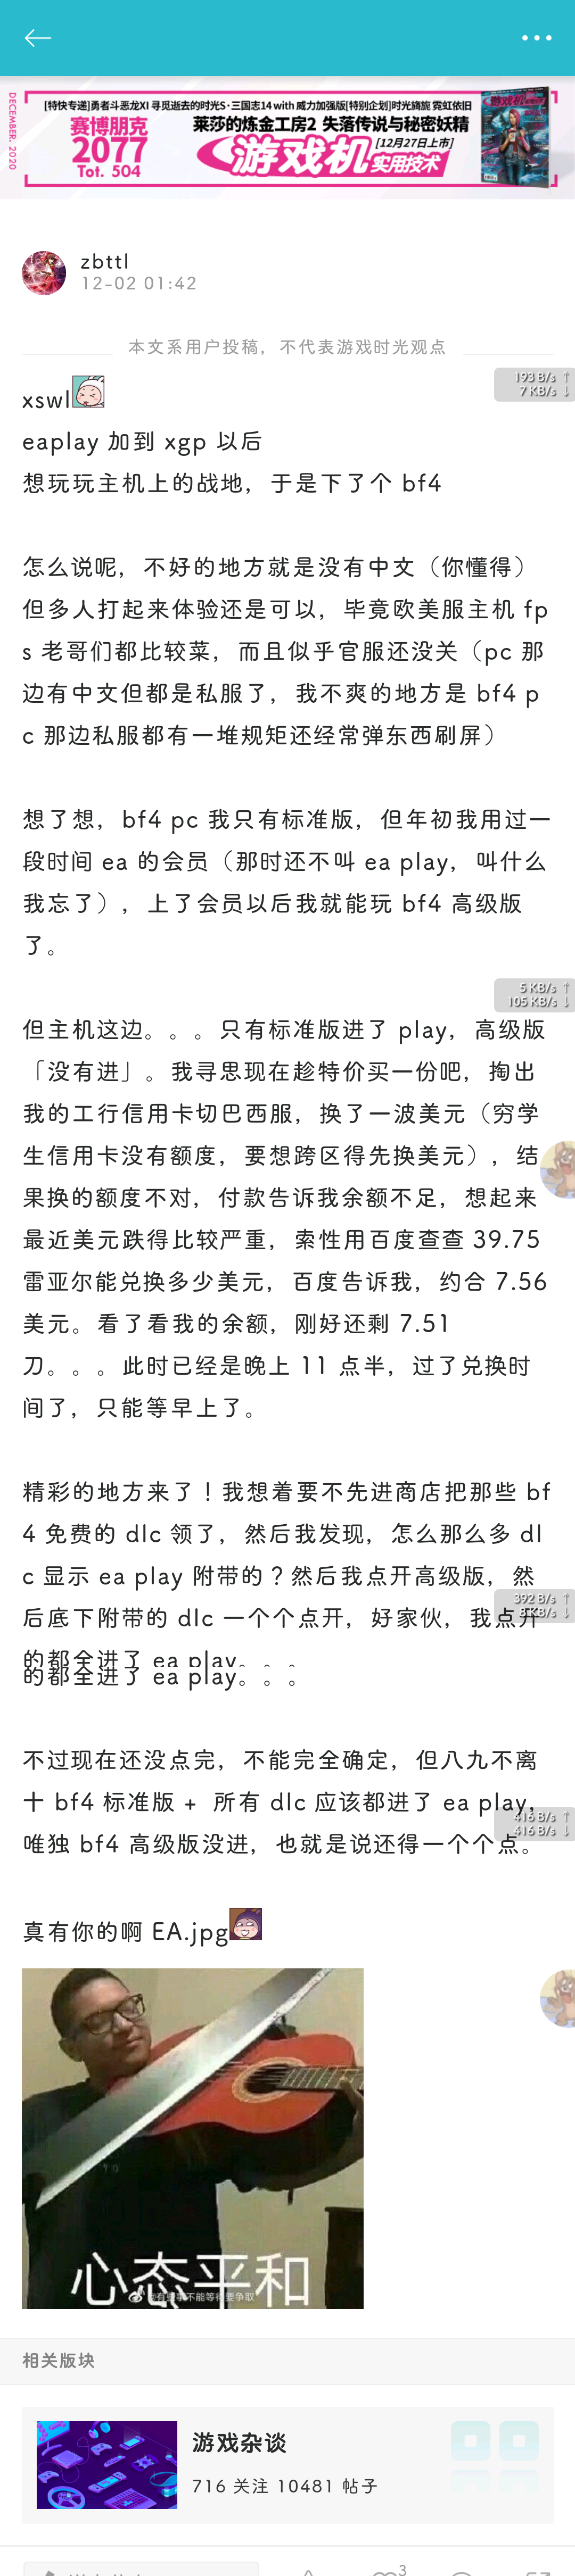 DECEMBER. 2020
[特快专递]勇者斗恶龙XI 寻觅逝去的时光S·三国志14 with 威力加强版[特别企划]时光旖旎 霓虹依旧
赛博朋克
2077
Tot. 504
莱莎的炼金工房2 失落传说与秘密妖精
[12月27日上市]
游戏机实用技术
zbttl
12-02 01:42
本文系用户投稿，不代表游戏时光观点
193 B/s ↑
7 KB/s ↓
xswl
eaplay 加到 xgp 以后
想玩玩主机上的战地，于是下了个 bf4
怎么说呢，不好的地方就是没有中文（你懂得）
但多人打起来体验还是可以，毕竟欧美服主机 fp
s 老哥们都比较菜，而且似乎官服还没关（pc 那
边有中文但都是私服了，我不爽的地方是 bf4 p
c 那边私服都有一堆规矩还经常弹东西刷屏）
想了想，bf4 pc 我只有标准版，但年初我用过一
段时间 ea 的会员（那时还不叫 ea play，叫什么
我忘了），上了会员以后我就能玩 bf4 高级版
了。
5 KB/s ↑
105 KB/s ↓
但主机这边。。。只有标准版进了 play，高级版
「没有进」。我寻思现在趁特价买一份吧，掏出
我的工行信用卡切巴西服，换了一波美元（穷学
生信用卡没有额度，要想跨区得先换美元），结
果换的额度不对，付款告诉我余额不足，想起来
最近美元跌得比较严重，索性用百度查查 39.75
雷亚尔能兑换多少美元，百度告诉我，约合 7.56
美元。看了看我的余额，刚好还剩 7.51
刀。。。此时已经是晚上 11 点半，过了兑换时
间了，只能等早上了。
精彩的地方来了！我想着要不先进商店把那些 bf
4 免费的 dlc 领了，然后我发现，怎么那么多 dl
c 显示 ea play 附带的？然后我点开高级版，然
392 B/s ↑
后底下附带的 dlc 一个个点开，好家伙，我点开
的都全进了 ea play。。。
的都全进了 ea play。。。
不过现在还没点完，不能完全确定，但八九不离
十 bf4 标准版 + 所有 dlc 应该都进了 ea play，
416 B/s ↑
416 B/s ↓
唯独 bf4 高级版没进，也就是说还得一个个点。
真有你的啊 EA.jpg
心态平和
@有些事不能等待要争取
相关版块
游戏杂谈
716 关注 10481 帖子
3